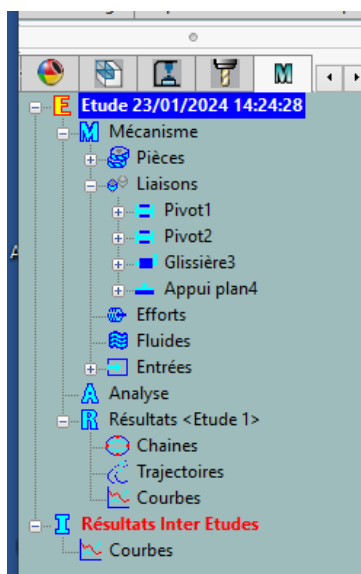 M
E Etude 23/01/2024 14:24:28
M Mécanisme
Pièces
Liaisons
Pivot1
Pivot2
Glissière3
Appui plan4
Efforts
Fluides
Entrées
A Analyse
R Résultats <Etude 1>
Chaines
Trajectoires
Courbes
I Résultats Inter Etudes
Courbes